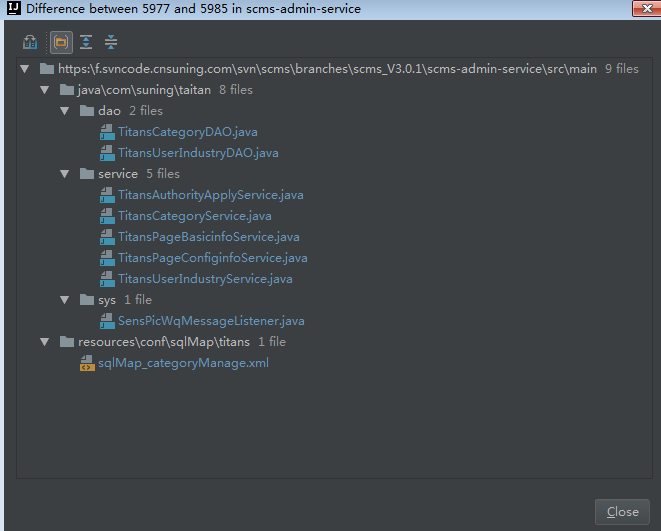 Difference between 5977 and 5985 in scms-admin-service
https:\f.svncode.cnsuning.com\svn\scms\branches\scms_V3.0.1\scms-admin-service\src\main 9 files
java\com\suning\taitan 8 files
dao 2 files
TitansCategoryDAO.java
TitansUserIndustryDAO.java
service 5 files
TitansAuthorityApplyService.java
TitansCategoryService.java
TitansPageBasicinfoService.java
TitansPageConfiginfoService.java
TitansUserIndustryService.java
sys 1 file
SensPicWqMessageListener.java
resources\conf\sqlMap\titans 1 file
sqlMap_categoryManage.xml
Close